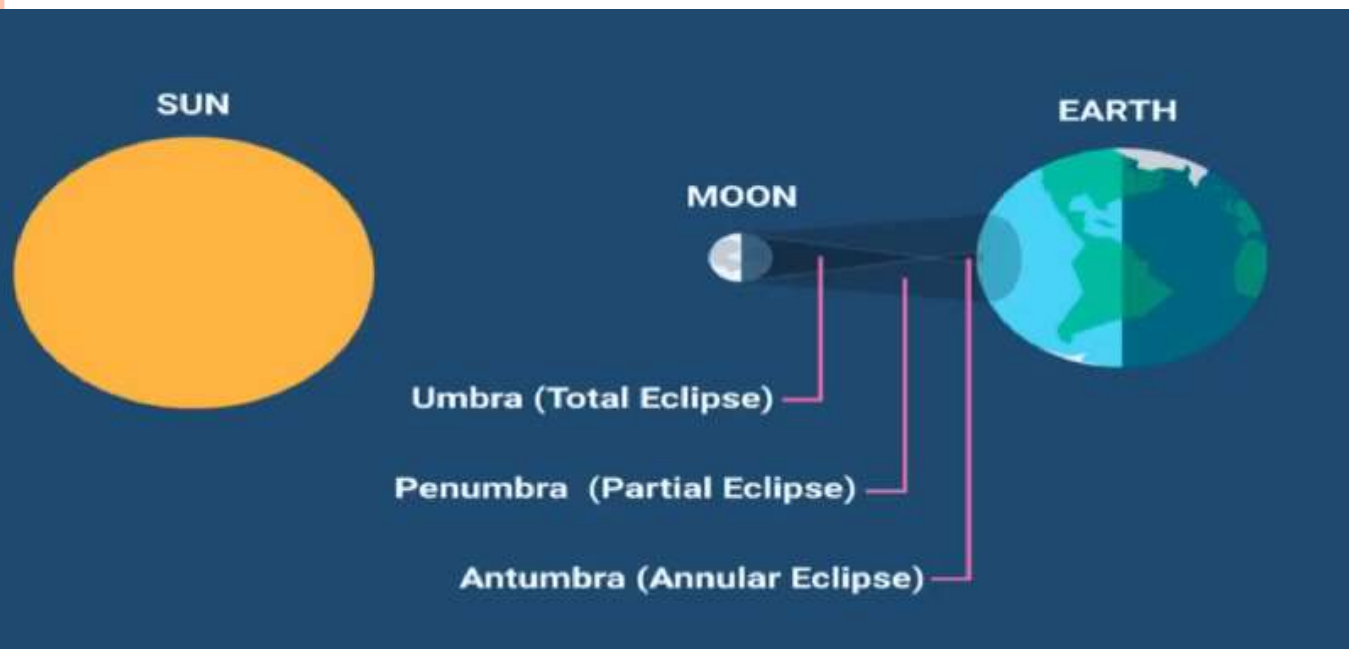 SUN
EARTH
MOON
Umbra (Total Eclipse)
Penumbra (Partial Eclipse)
Antumbra (Annular Eclipse)